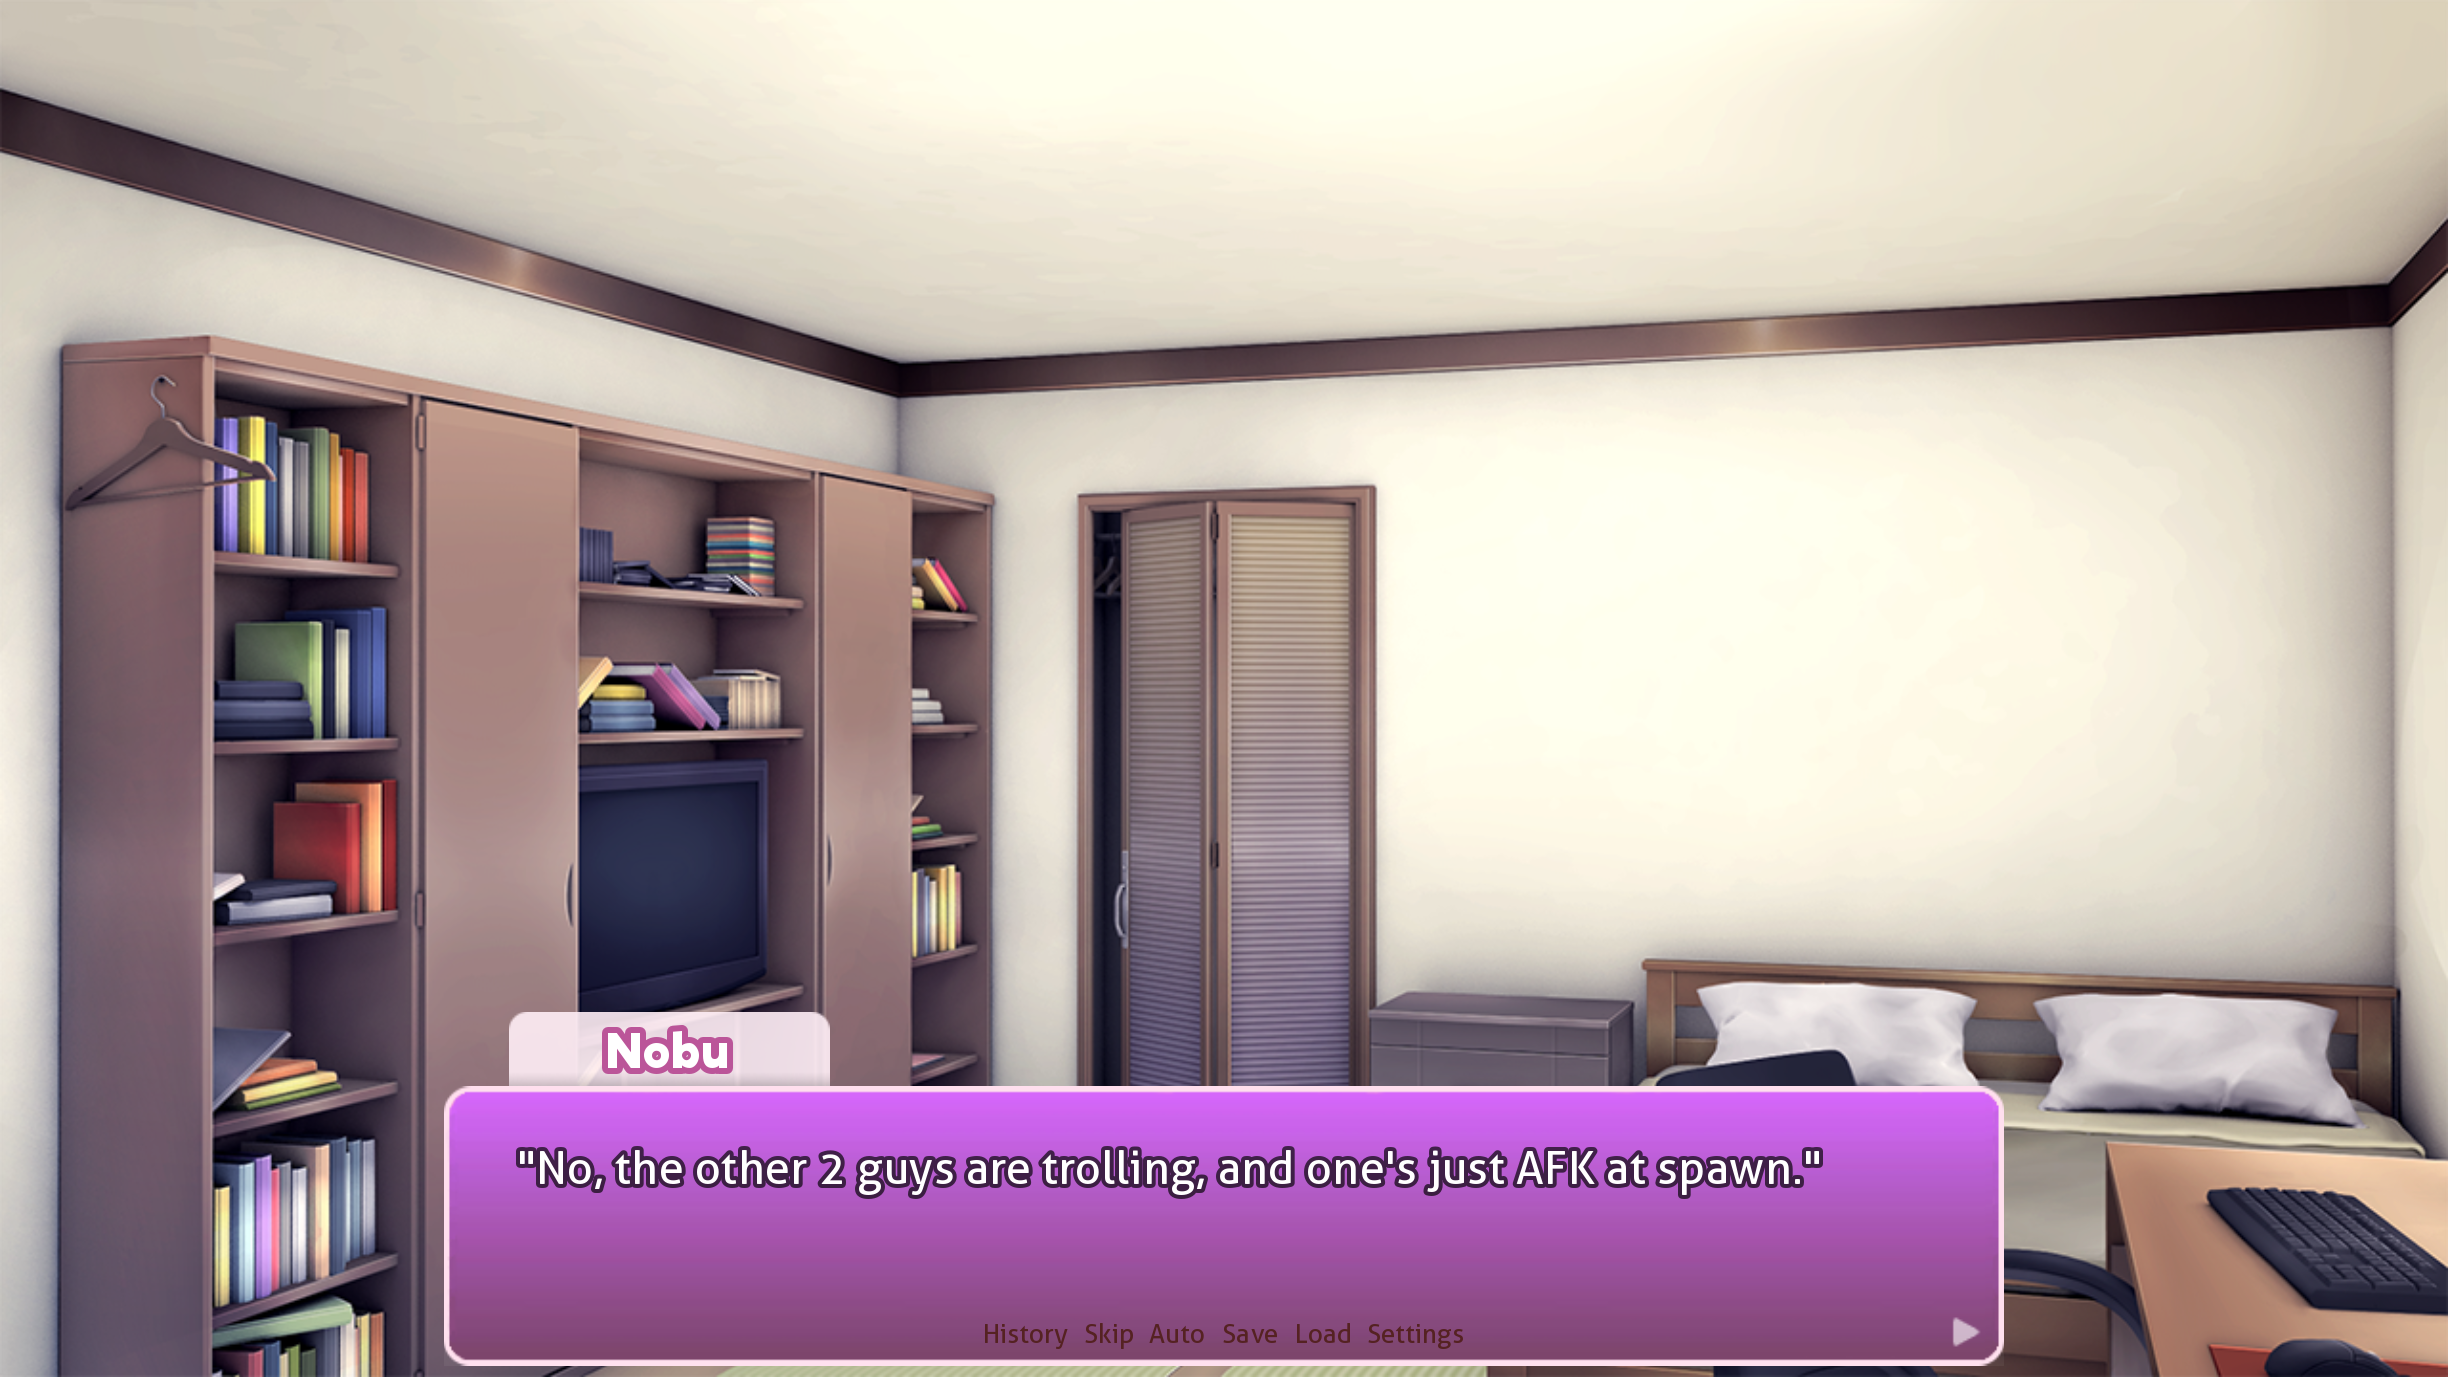 Nobu
"No, the other 2 guys are trolling, and one's just AFK at spawn."
History Skip Auto Save Load Settings